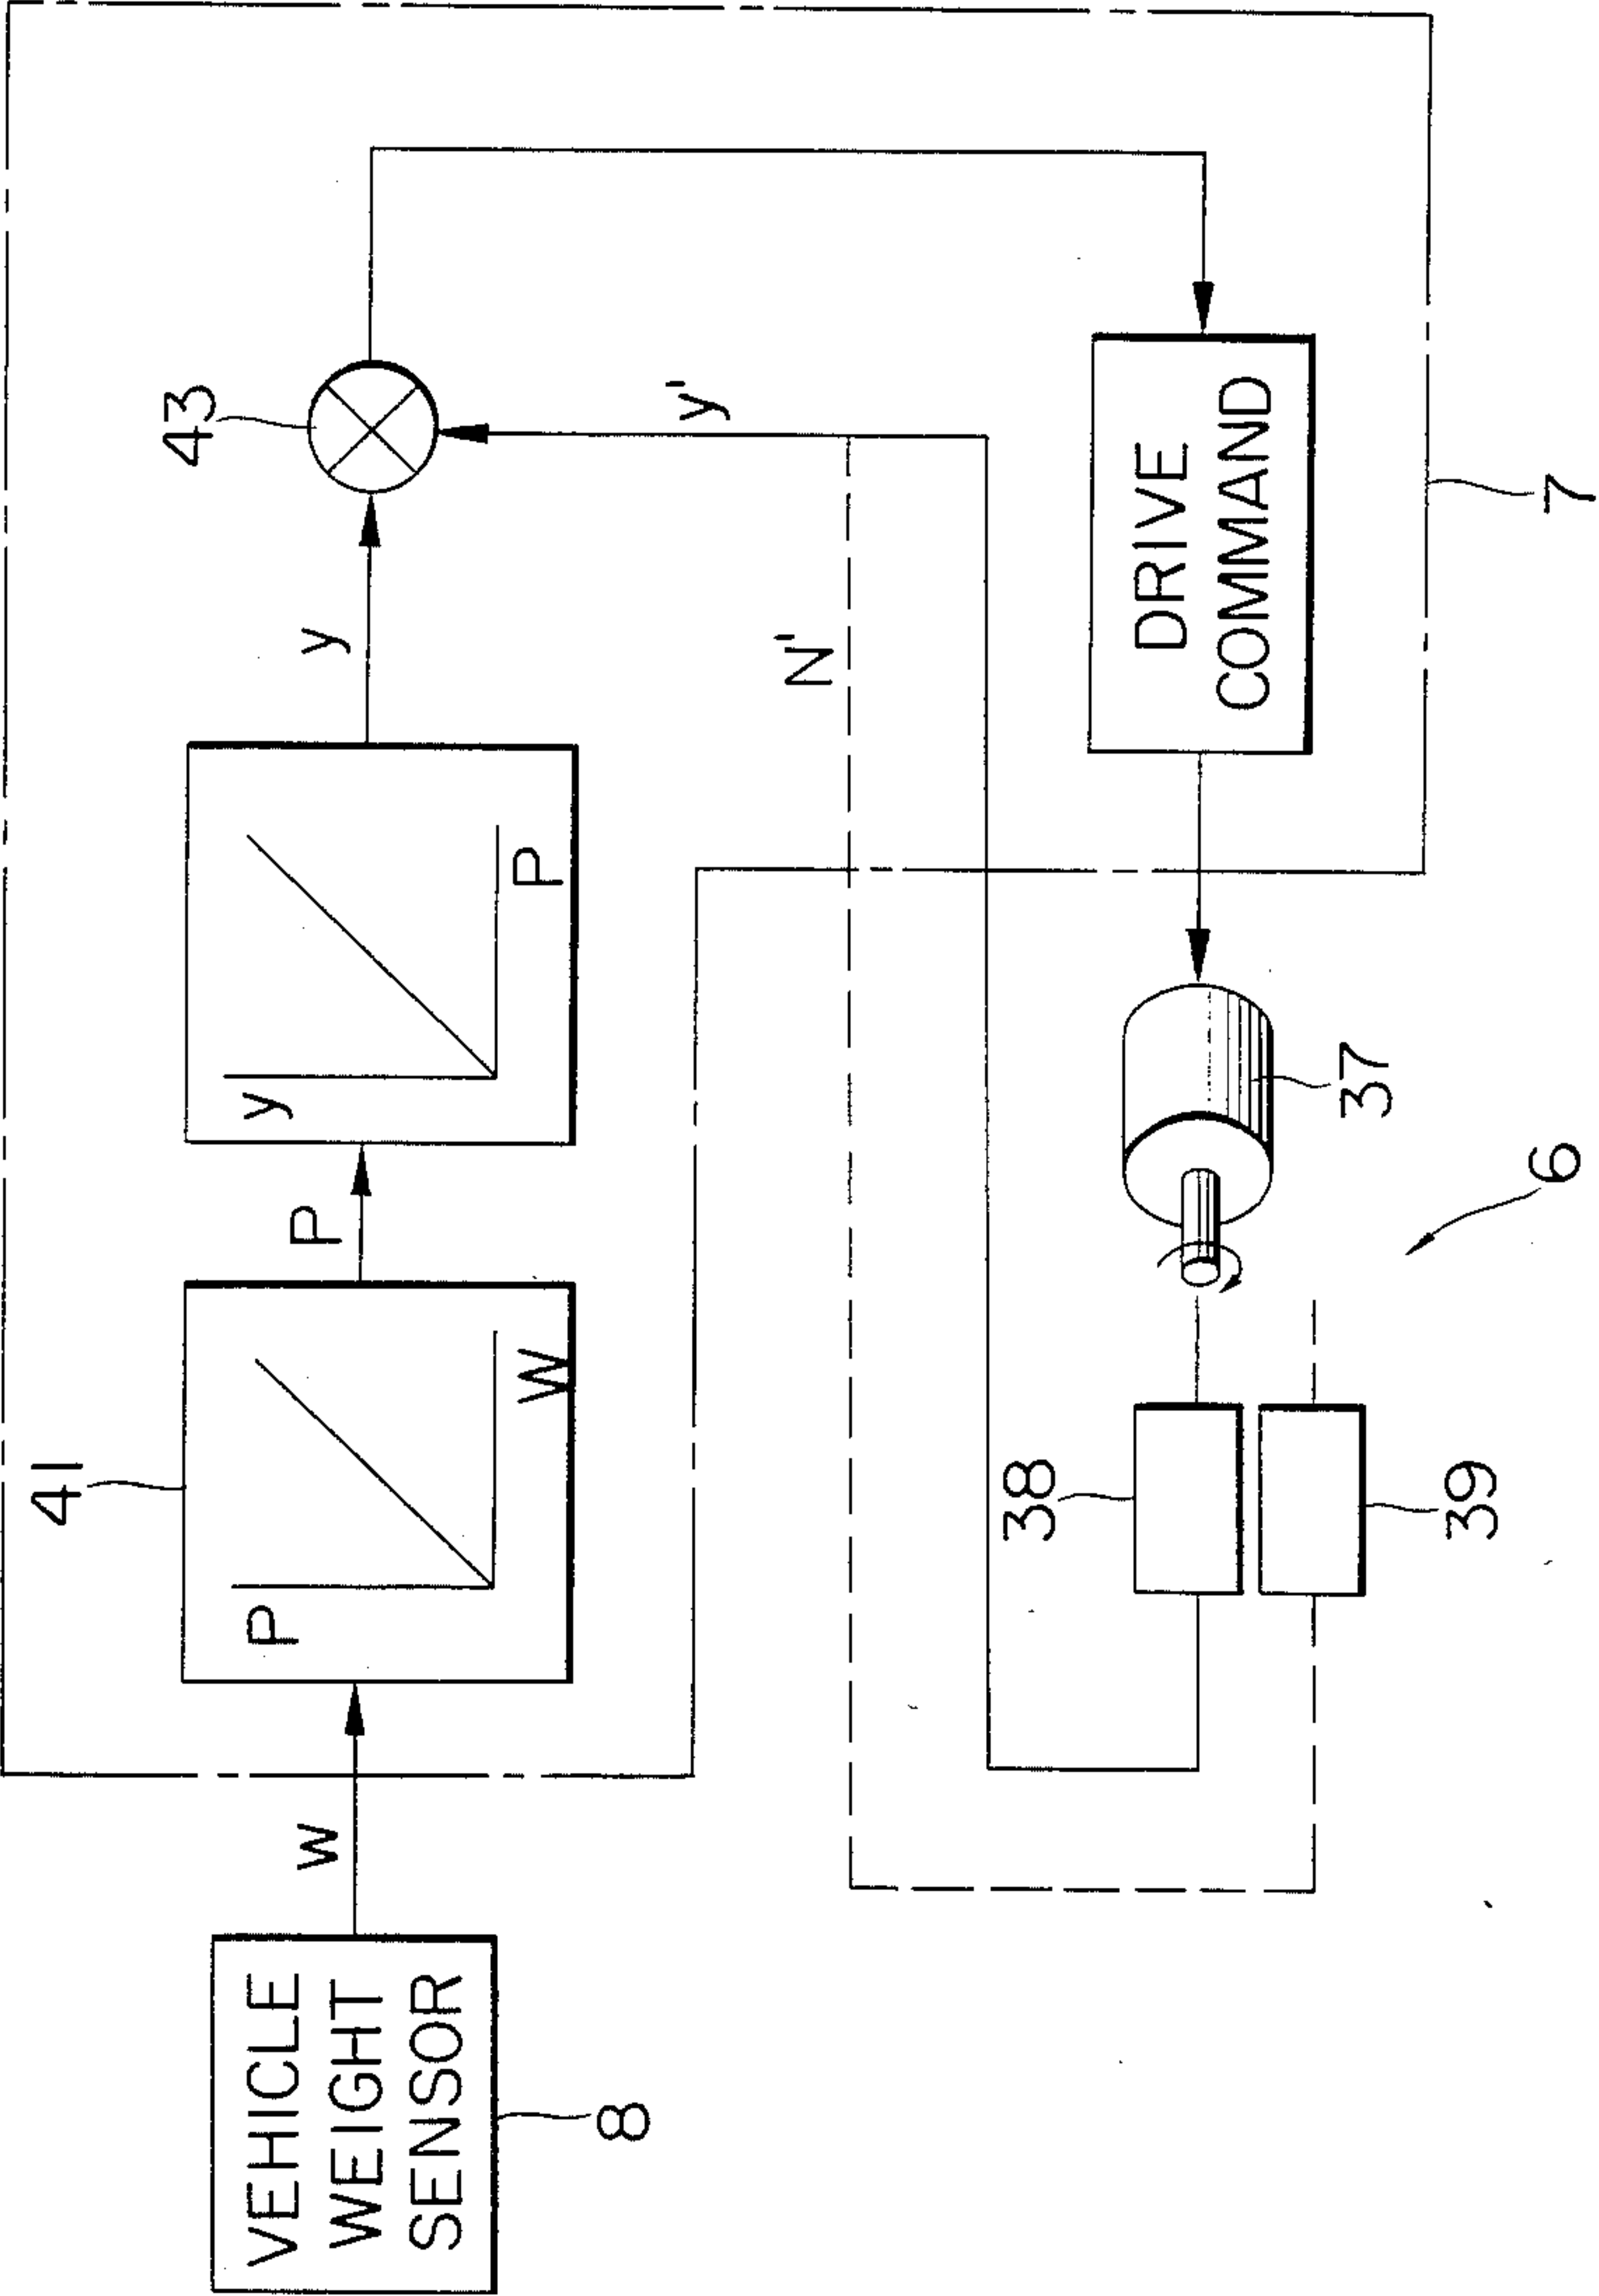 VEHICLE
WEIGHT
SENSOR
8
w
41
P
W
P
y
P
y
43
y'
N'
DRIVE
COMMAND
7
37
6
38
39